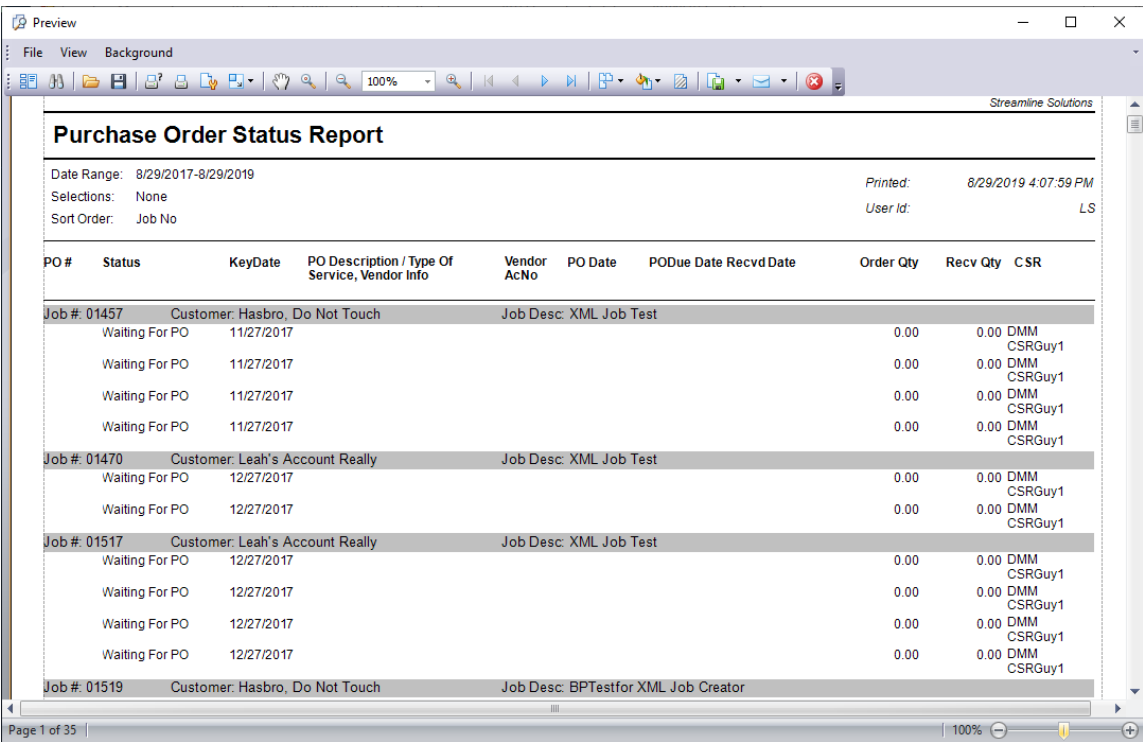 Preview
File View Background
100%
Streamline Solutions
Purchase Order Status Report
Date Range: 8/29/2017-8/29/2019
Printed: 8/29/2019 4:07:59 PM
Selections: None
User Id: LS
Sort Order: Job No
PO # Status KeyDate PO Description / Type Of Vendor PO Date PODue Date Recvd Date Order Qty Recv Qty CSR
Service, Vendor Info AcNo
Job #: 01457 Customer: Hasbro, Do Not Touch Job Desc: XML Job Test
Waiting For PO 11/27/2017 0.00 0.00 DMM
CSRGuy1
Waiting For PO 11/27/2017 0.00 0.00 DMM
CSRGuy1
Waiting For PO 11/27/2017 0.00 0.00 DMM
CSRGuy1
Waiting For PO 11/27/2017 0.00 0.00 DMM
CSRGuy1
Job #: 01470 Customer: Leah's Account Really Job Desc: XML Job Test
Waiting For PO 12/27/2017 0.00 0.00 DMM
CSRGuy1
Waiting For PO 12/27/2017 0.00 0.00 DMM
CSRGuy1
Job #: 01517 Customer: Leah's Account Really Job Desc: XML Job Test
Waiting For PO 12/27/2017 0.00 0.00 DMM
CSRGuy1
Waiting For PO 12/27/2017 0.00 0.00 DMM
CSRGuy1
Waiting For PO 12/27/2017 0.00 0.00 DMM
CSRGuy1
Waiting For PO 12/27/2017 0.00 0.00 DMM
CSRGuy1
Job #: 01519 Customer: Hasbro, Do Not Touch Job Desc: BPTestfor XML Job Creator
Page 1 of 35 100%